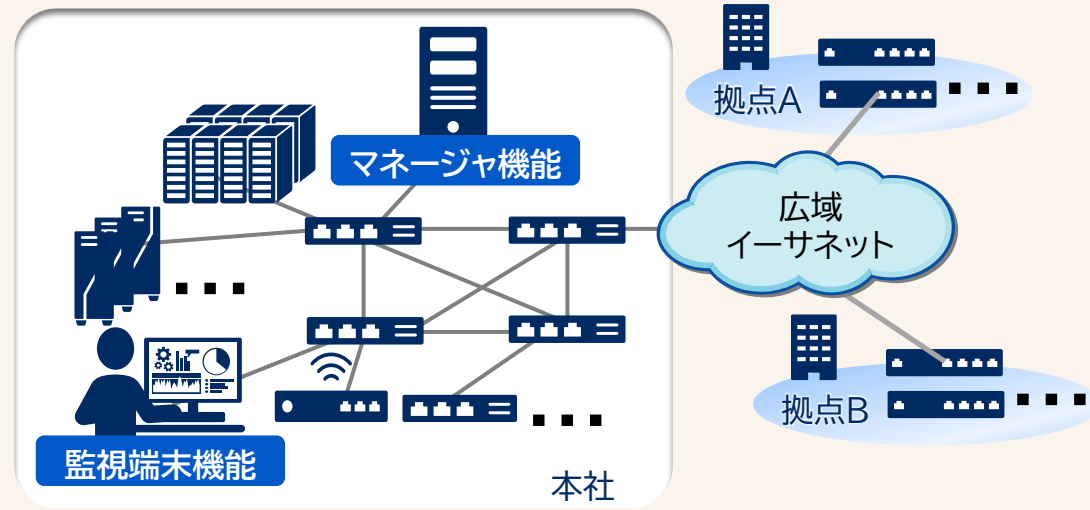 マネージャ機能
監視端末機能
本社
拠点A
広域
イーサネット
拠点B